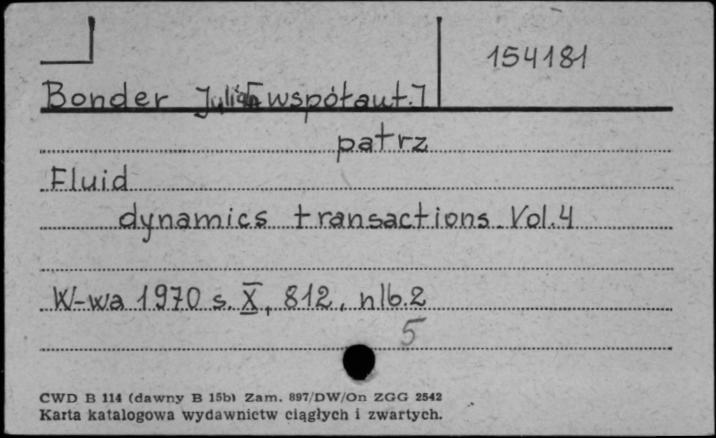 154181
Bonder Julian [współaut.]
patrz
Fluid
dynamics transactions. Vol.4
W-wa 1970 s. X, 812, nlb.2
5
CWD B 114 (dawny B 15b) Zam. 897/DW/On ZGG 2542
Karta katalogowa wydawnictw ciągłych i zwartych.